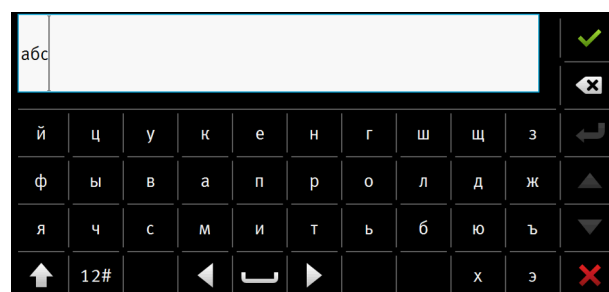 абс
й ц у к е н г ш щ з
ф ы в а п р о л д ж
я ч с м и т ь б ю ъ
12# х э